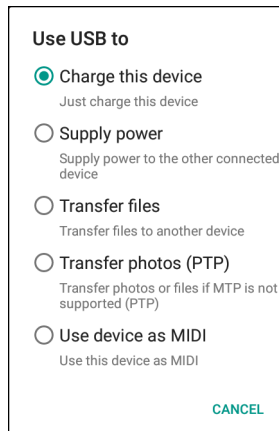 Use USB to
Charge this device
Just charge this device
Supply power
Supply power to the other connected
device
Transfer files
Transfer files to another device
Transfer photos (PTP)
Transfer photos or files if MTP is not
supported (PTP)
Use device as MIDI
Use this device as MIDI
CANCEL